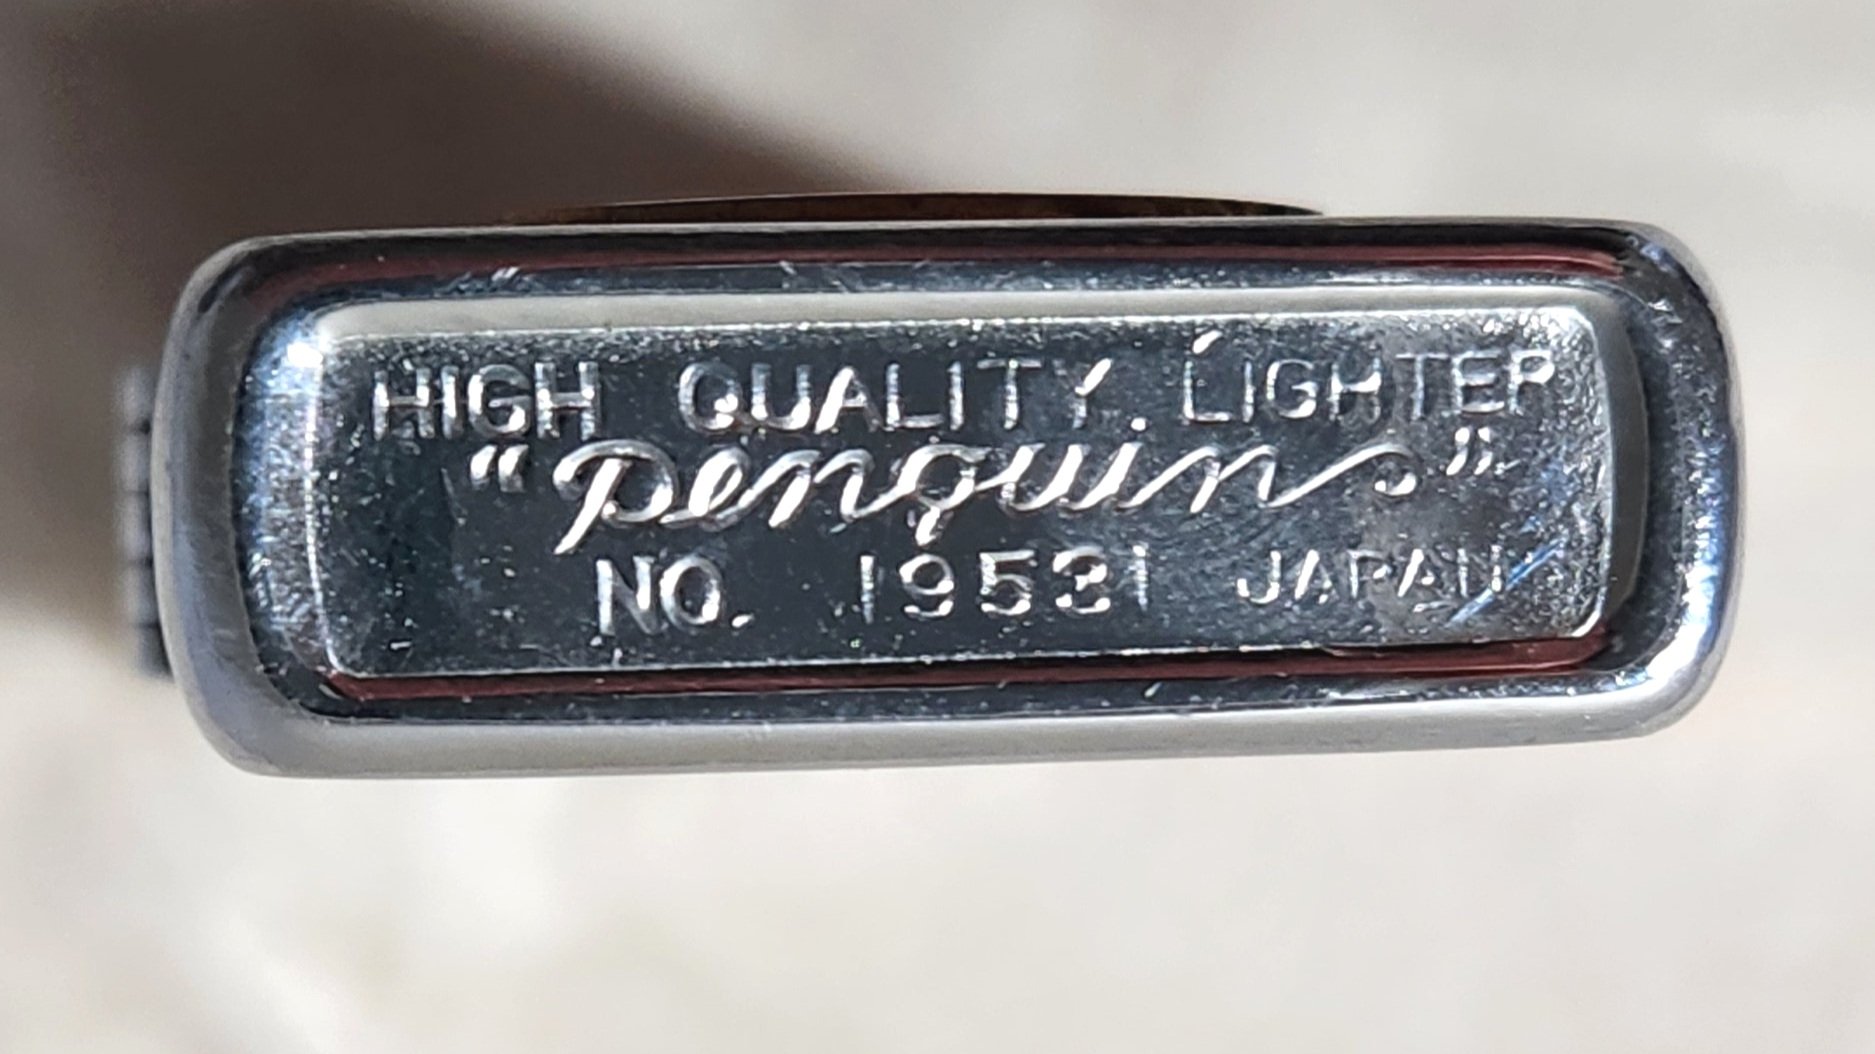 HIGH QUALITY LIGHTER
"Penguin"
NO. 19531 JAPAN